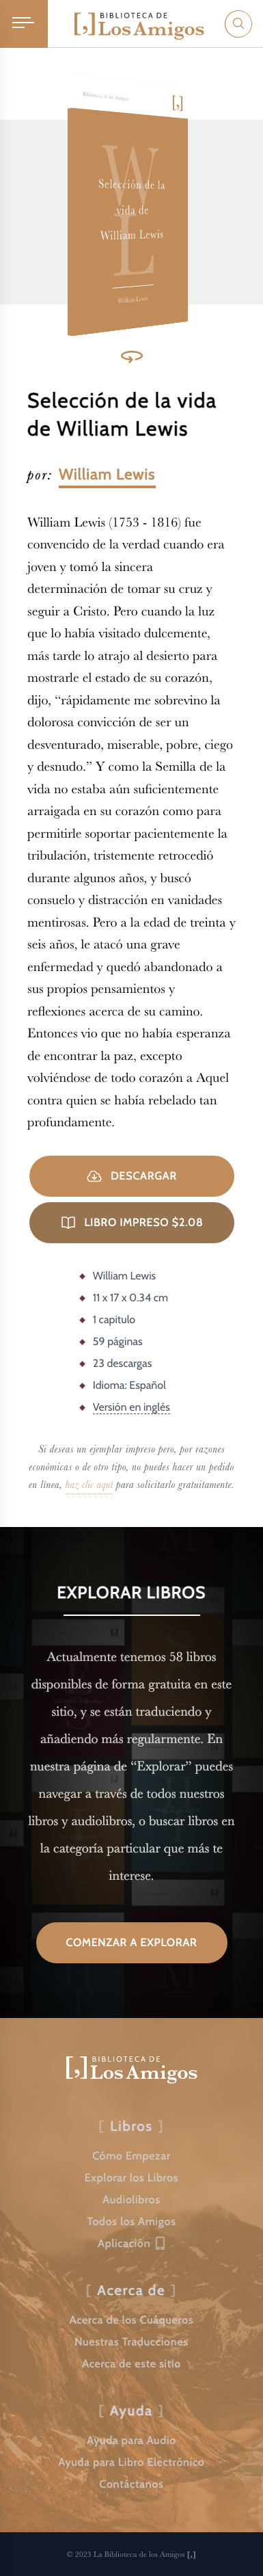 BIBLIOTECA DE
[;] Los Amigos
Biblioteca de los Amigos
[;]
W
L
Selección de la
vida de
William Lewis
William Lewis
Selección de la vida
de William Lewis
por: William Lewis
William Lewis (1753 - 1816) fue
convencido de la verdad cuando era
joven y tomó la sincera
determinación de tomar su cruz y
seguir a Cristo. Pero cuando la luz
que lo había visitado dulcemente,
más tarde lo atrajo al desierto para
mostrarle el estado de su corazón,
dijo, “rápidamente me sobrevino la
dolorosa convicción de ser un
desventurado, miserable, pobre, ciego
y desnudo.” Y como la Semilla de la
vida no estaba aún suficientemente
arraigada en su corazón como para
permitirle soportar pacientemente la
tribulación, tristemente retrocedió
durante algunos años, y buscó
consuelo y distracción en vanidades
mentirosas. Pero a la edad de treinta y
seis años, le atacó una grave
enfermedad y quedó abandonado a
sus propios pensamientos y
reflexiones acerca de su camino.
Entonces vio que no había esperanza
de encontrar la paz, excepto
volviéndose de todo corazón a Aquel
contra quien se había rebelado tan
profundamente.
DESCARGAR
LIBRO IMPRESO $2.08
William Lewis
11 x 17 x 0.34 cm
1 capitulo
59 páginas
23 descargas
Idioma: Español
Versión en inglés
Si deseas un ejemplar impreso pero, por razones
económicas o de otro tipo, no puedes hacer un pedido
en línea, haz clic aquí para solicitarlo gratuitamente.
EXPLORAR LIBROS
Actualmente tenemos 58 libros
disponibles de forma gratuita en este
sitio, y se están traduciendo y
añadiendo más regularmente. En
nuestra página de “Explorar” puedes
navegar a través de todos nuestros
libros y audiolibros, o buscar libros en
la categoría particular que más te
interese.
COMENZAR A EXPLORAR
BIBLIOTECA DE
[;] Los Amigos
[ Libros ]
Cómo Empezar
Explorar los Libros
Audiolibros
Todos los Amigos
Aplicación
[ Acerca de ]
Acerca de los Cuáqueros
Nuestras Traducciones
Acerca de este sitio
[ Ayuda ]
Ayuda para Audio
Ayuda para Libro Electrónico
Contáctanos
© 2023 La Biblioteca de los Amigos [;]